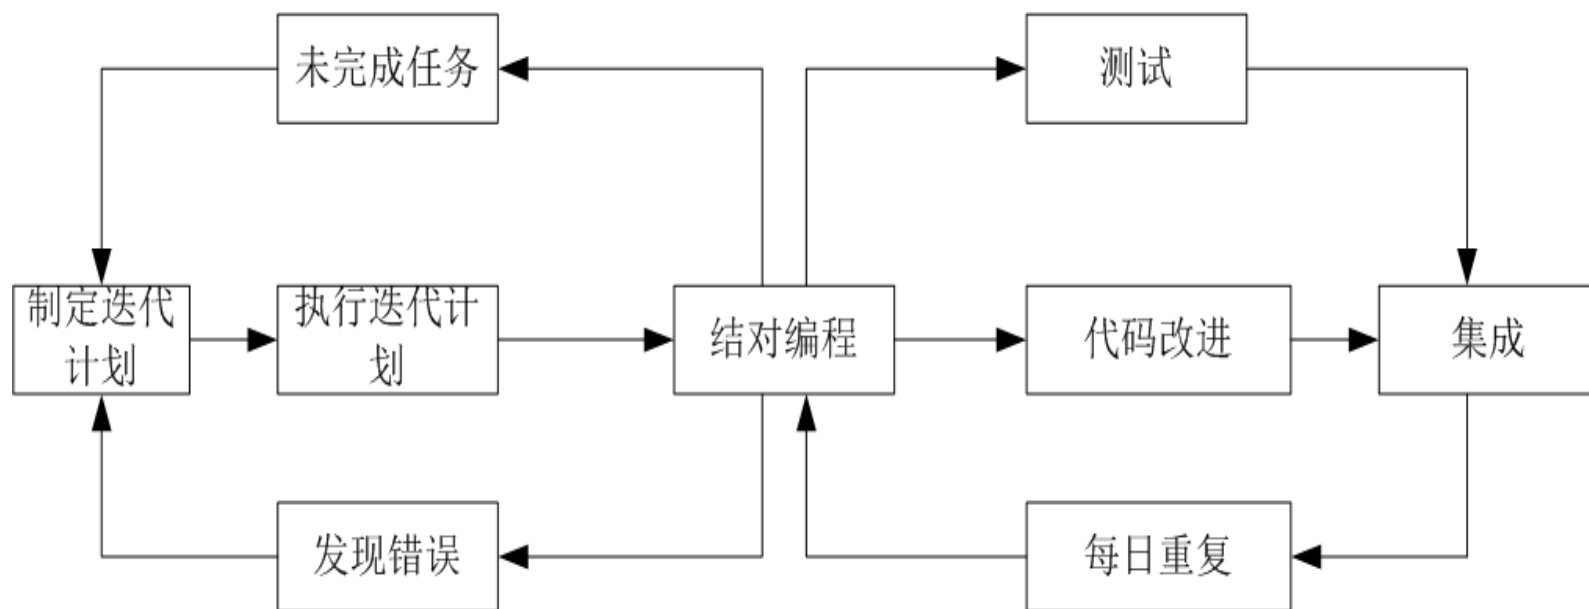 未完成任务
测试
制定迭代
计划
执行迭代计
划
结对编程
代码改进
集成
发现错误
每日重复